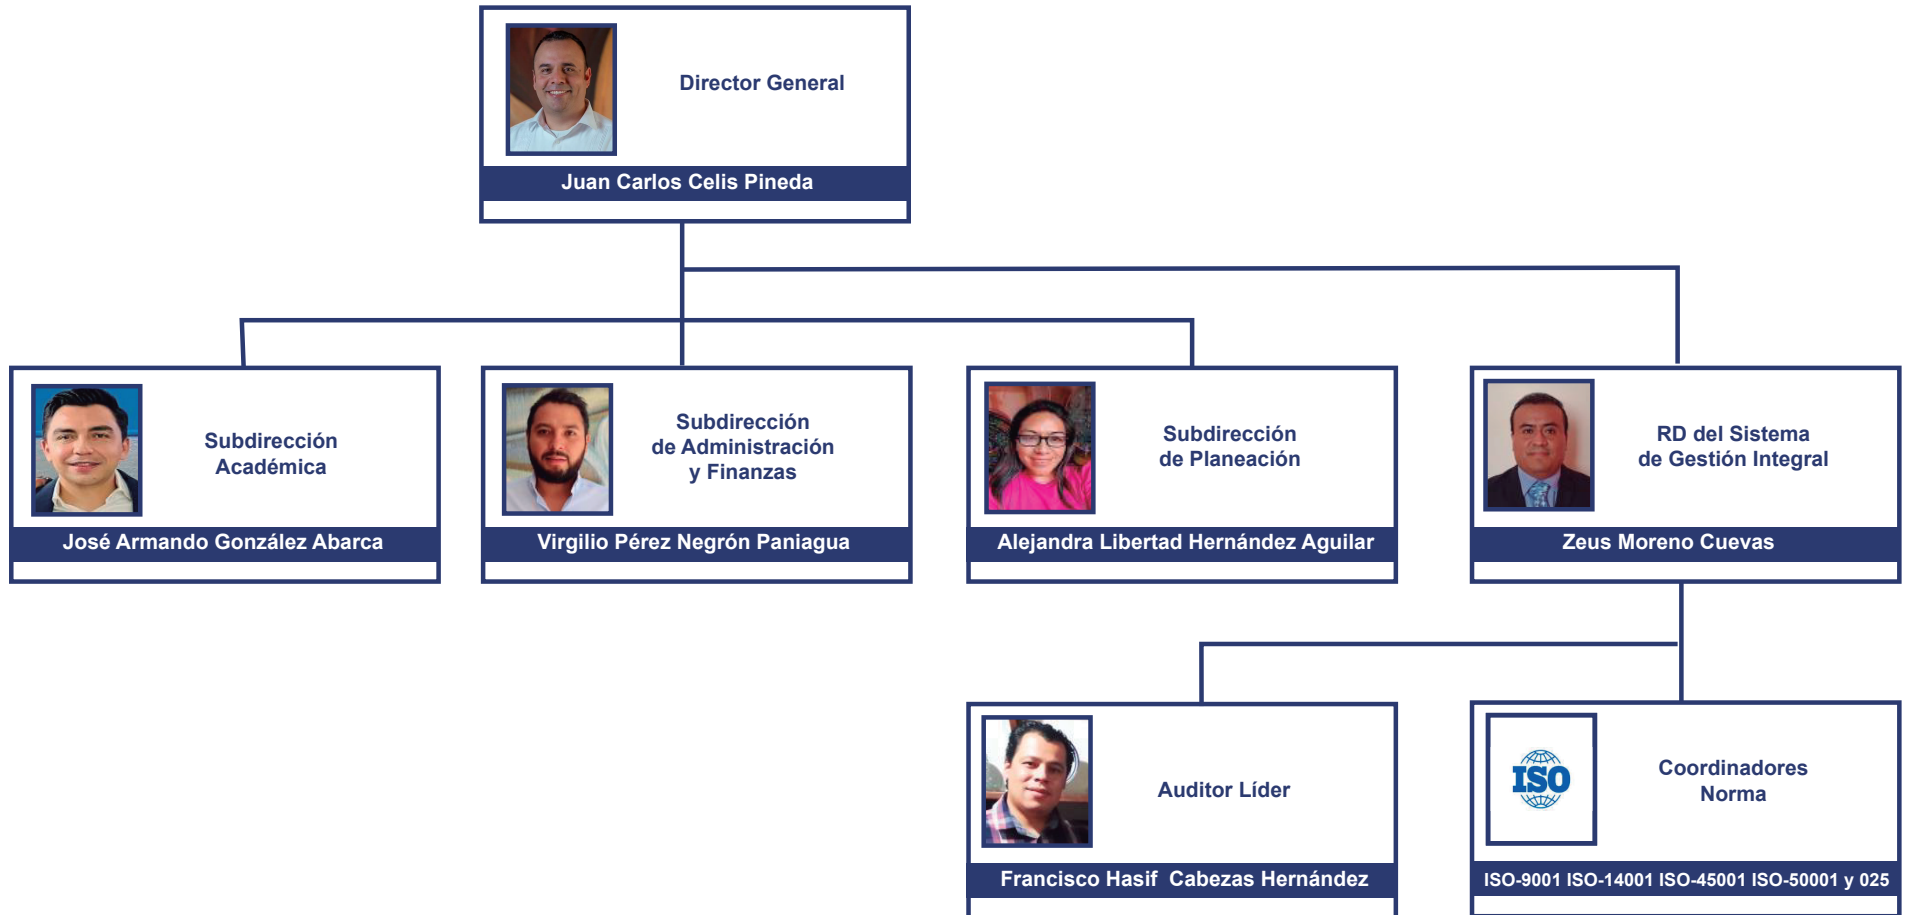 Director General
Juan Carlos Celis Pineda
Subdirección
Académica
José Armando González Abarca
Subdirección
de Administración
y Finanzas
Virgilio Pérez Negrón Paniagua
Subdirección
de Planeación
Alejandra Libertad Hernández Aguilar
RD del Sistema
de Gestión Integral
Zeus Moreno Cuevas
Auditor Líder
Francisco Hasif Cabezas Hernández
ISO
Coordinadores
Norma
ISO-9001 ISO-14001 ISO-45001 ISO-50001 y 025